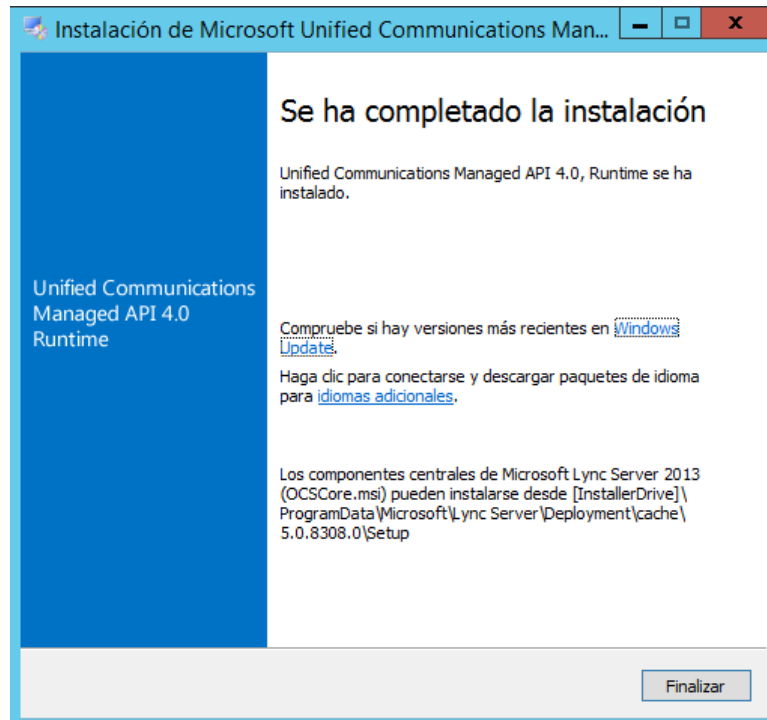 Instalación de Microsoft Unified Communications Man...
Se ha completado la instalación
Unified Communications Managed API 4.0, Runtime se ha
instalado.
Unified Communications
Managed API 4.0
Runtime
Compruebe si hay versiones más recientes en Windows
Update.
Haga clic para conectarse y descargar paquetes de idioma
para idiomas adicionales.
Los componentes centrales de Microsoft Lync Server 2013
(OCSCore.msi) pueden instalarse desde [InstallerDrive]\
ProgramData\Microsoft\Lync Server\Deployment\cache\
5.0.8308.0\Setup
Finalizar